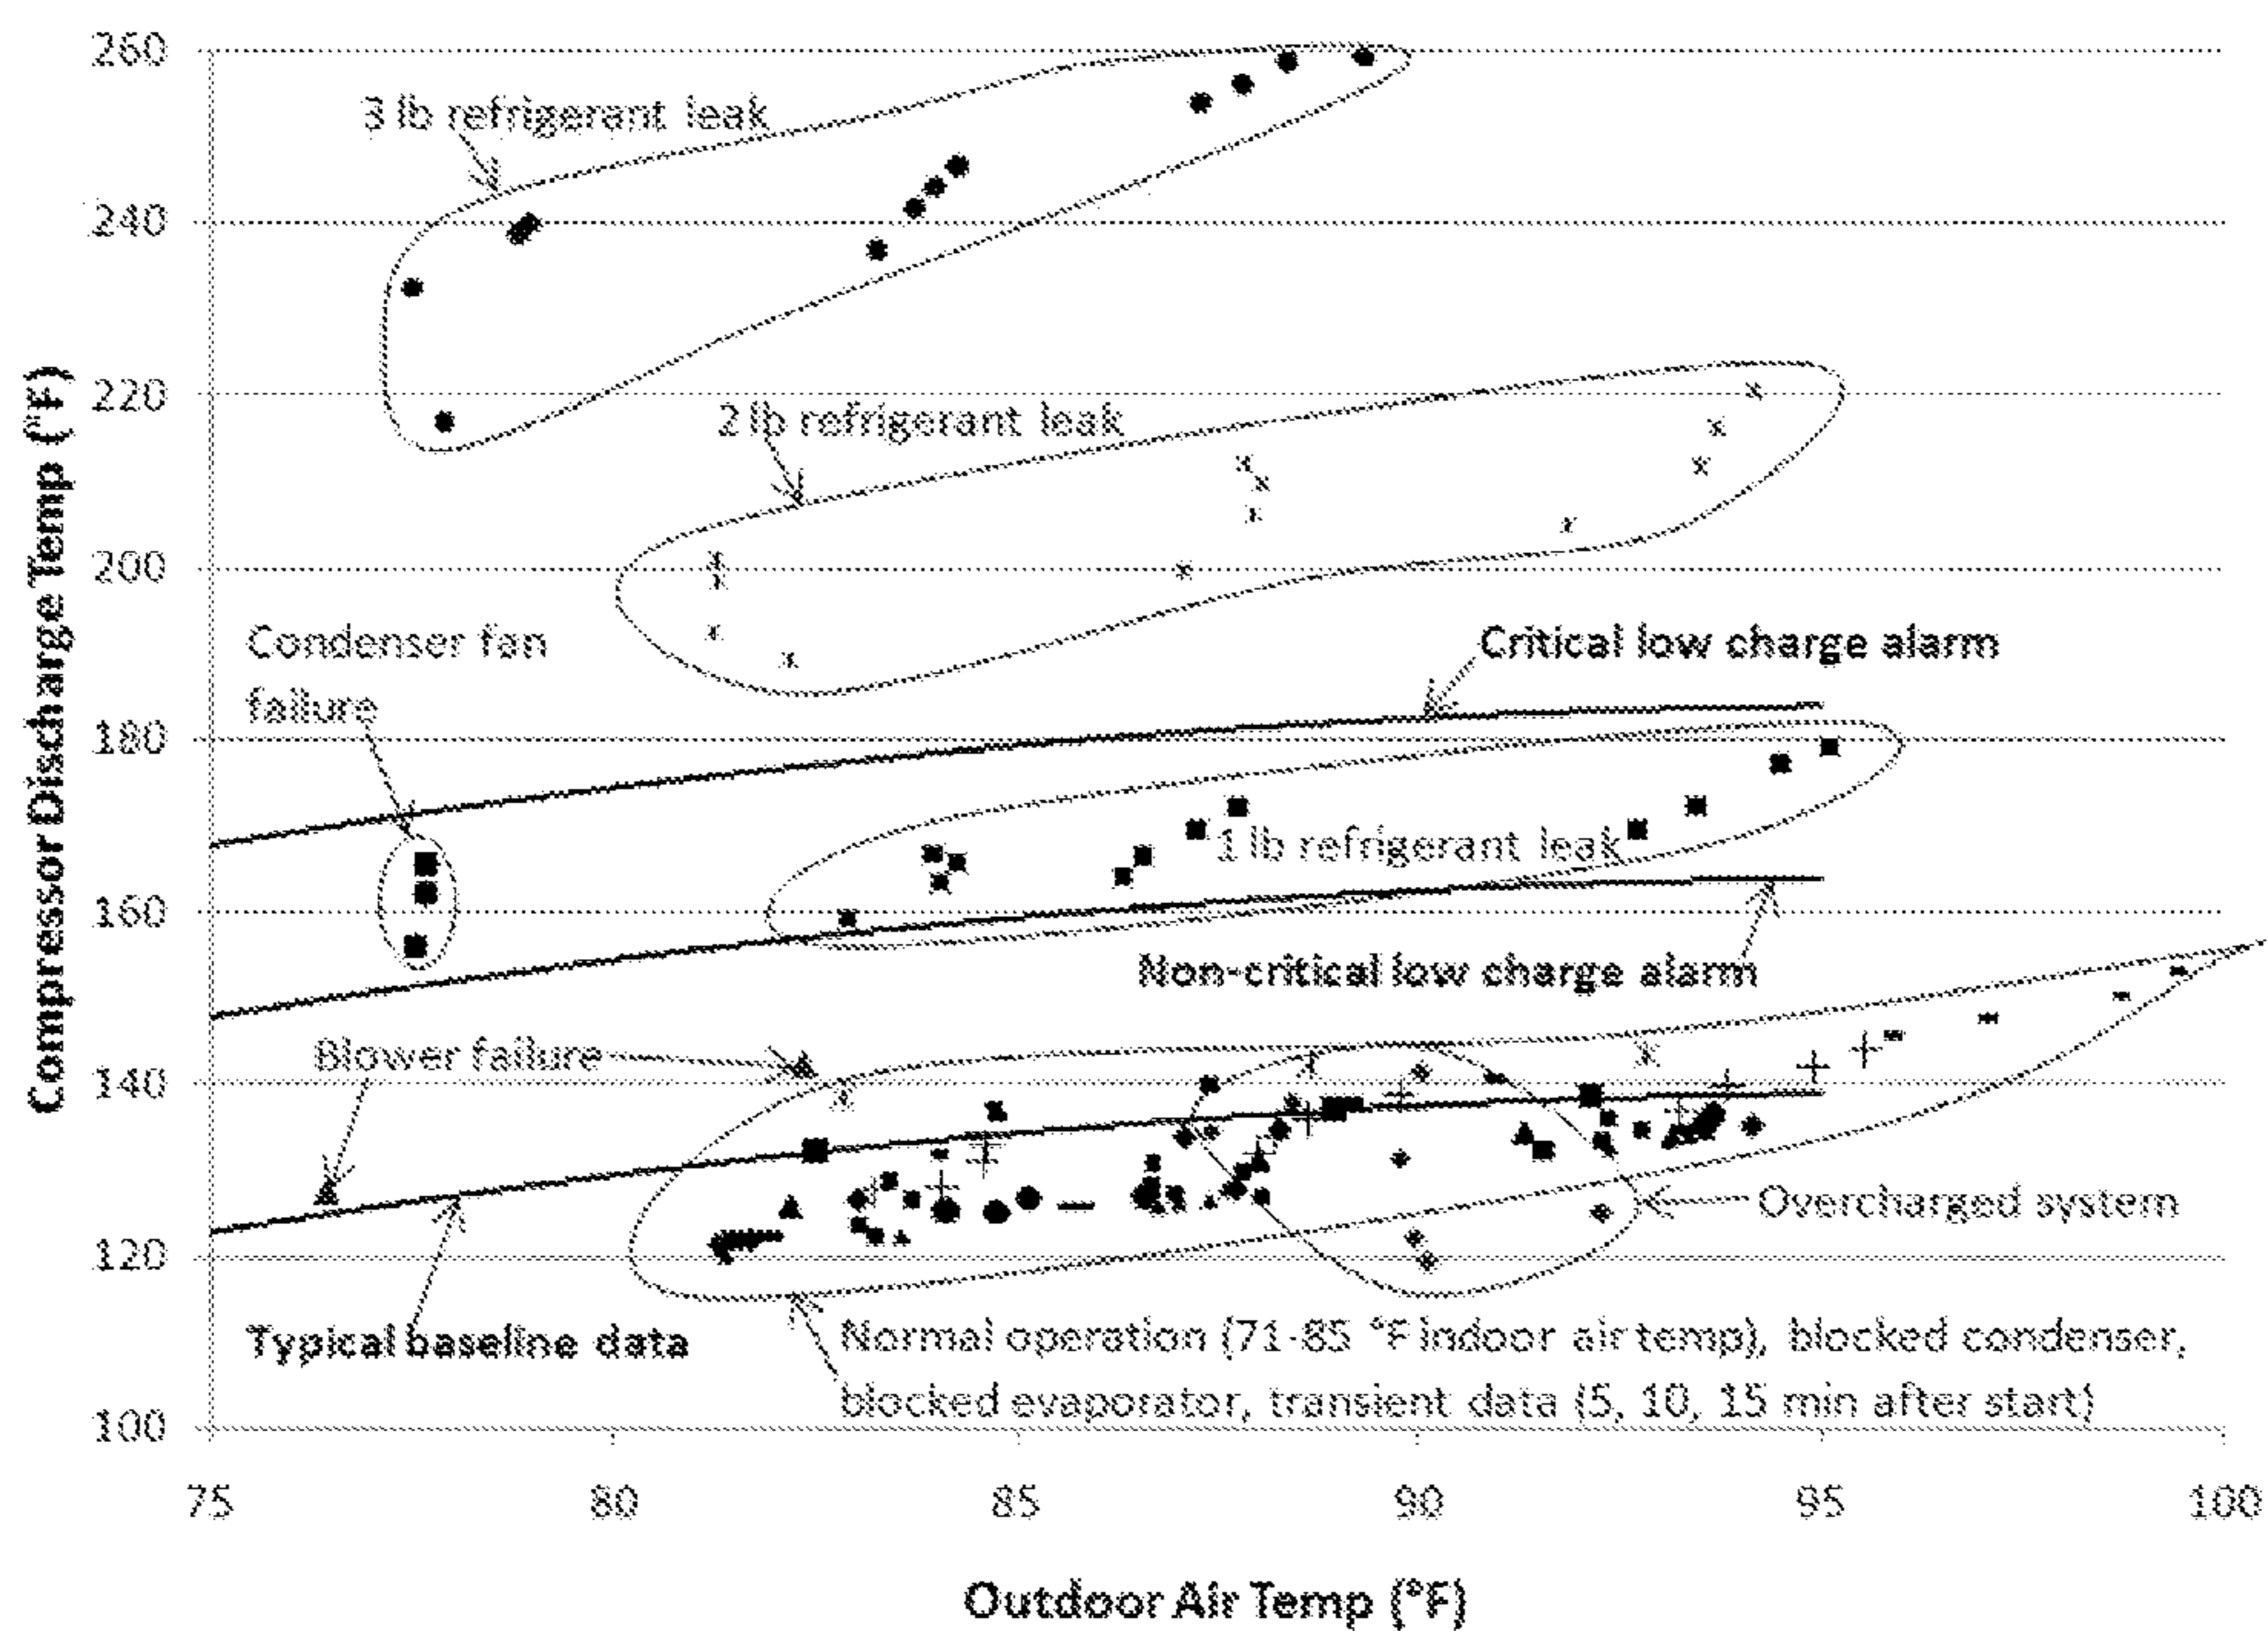 260
3 lb refrigerant leak
240
220
2 lb refrigerant leak
200
Condenser fan
failure
Critical low charge alarm
180
1 lb refrigerant leak
160
Non-critical low charge alarm
Blower failure
140
Overcharged system
120
Typical baseline data
Normal operation (71-85 °F indoor air temp), blocked condenser,
blocked evaporator, transient data (5, 10, 15 min after start)
100
75 80 85 90 95 100
Outdoor Air Temp (°F)
Compressor Discharge Temp (°F)